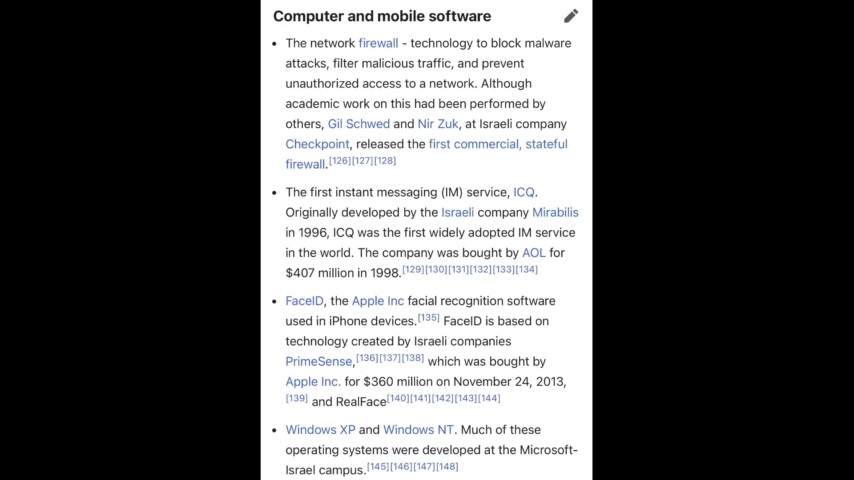 Computer and mobile software
• The network firewall - technology to block malware
attacks, filter malicious traffic, and prevent
unauthorized access to a network. Although
academic work on this had been performed by
others, Gil Schwed and Nir Zuk, at Israeli company
Checkpoint, released the first commercial, stateful
firewall.[126][127][128]
• The first instant messaging (IM) service, ICQ.
Originally developed by the Israeli company Mirabilis
in 1996, ICQ was the first widely adopted IM service
in the world. The company was bought by AOL for
$407 million in 1998.[129][130][131][132][133][134]
• FaceID, the Apple Inc facial recognition software
used in iPhone devices.[135] FaceID is based on
technology created by Israeli companies
PrimeSense,[136][137][138] which was bought by
Apple Inc. for $360 million on November 24, 2013,
[139] and RealFace[140][141][142][143][144]
• Windows XP and Windows NT. Much of these
operating systems were developed at the Microsoft-
Israel campus.[145][146][147][148]